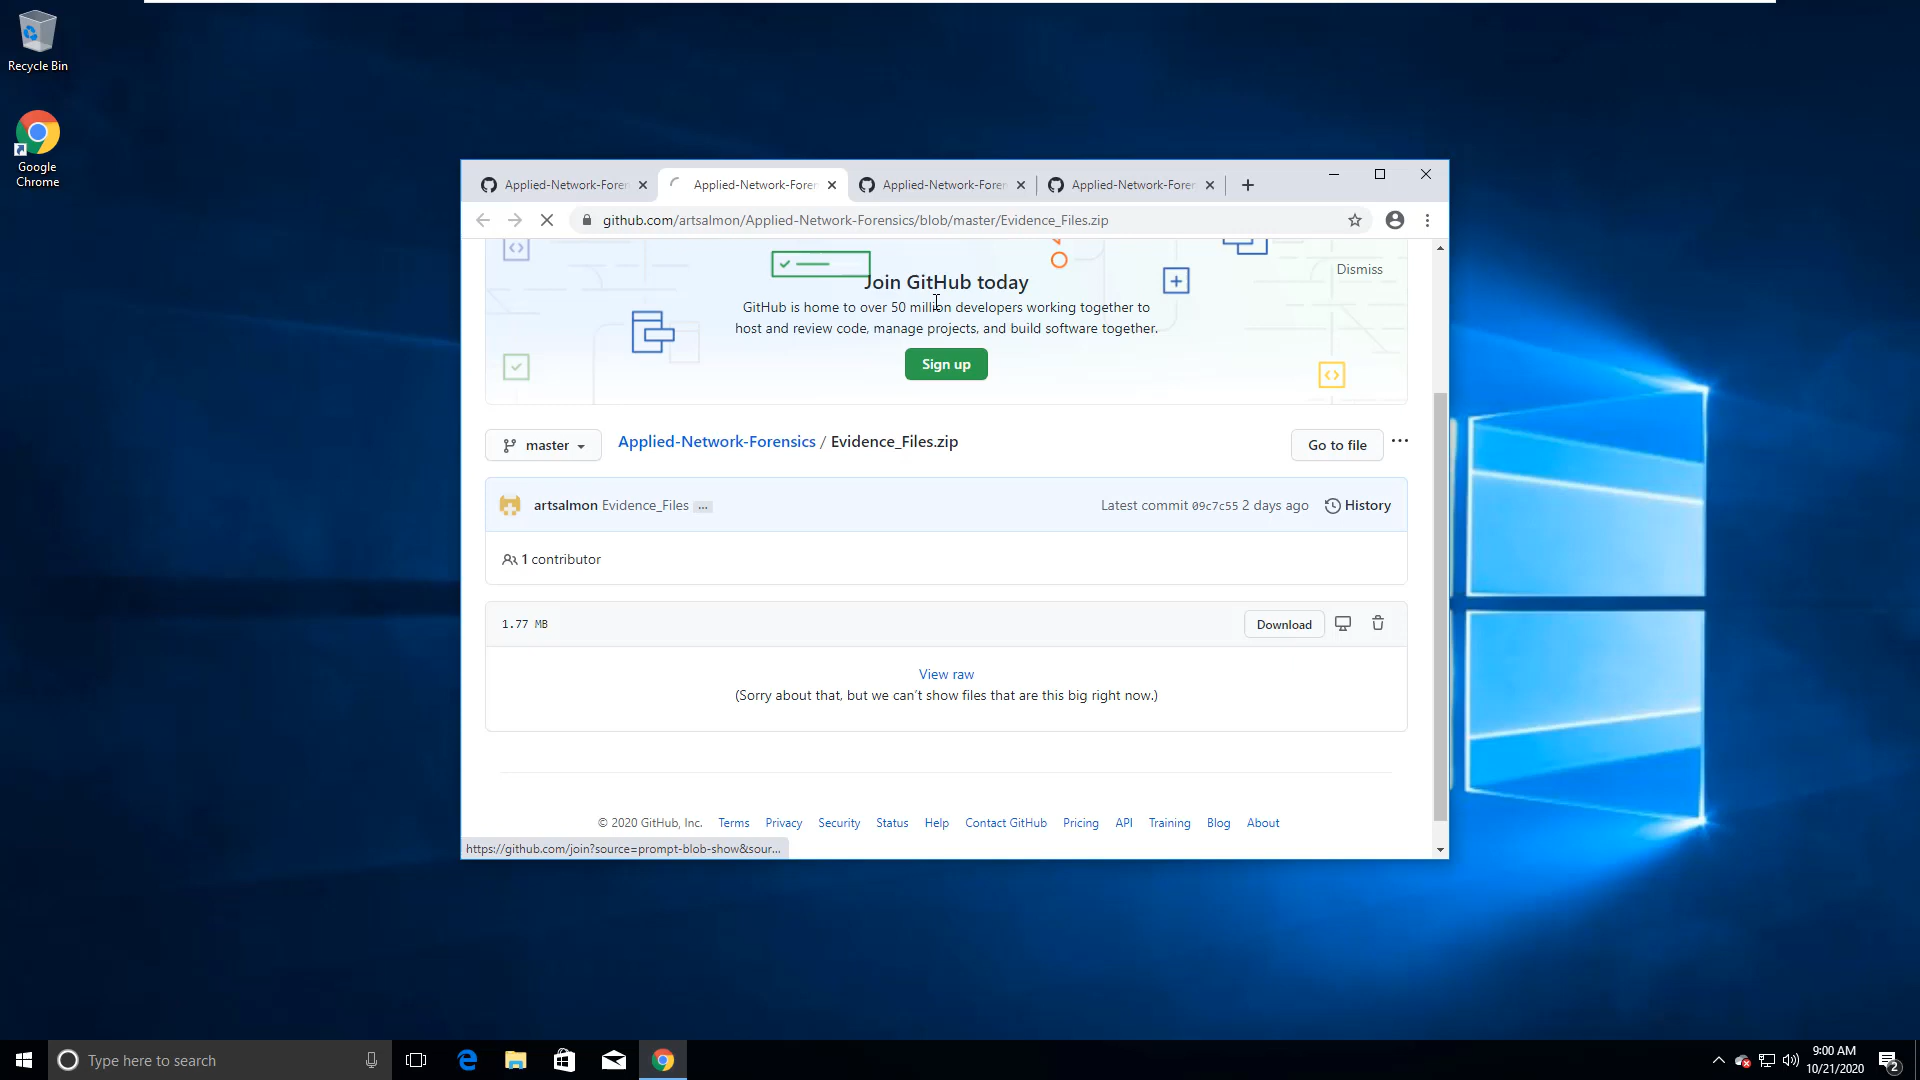 Recycle Bin
Google
Chrome
Applied-Network-Foren
Applied-Network-Foren
Applied-Network-Foren
Applied-Network-Foren
github.com/artsalmon/Applied-Network-Forensics/blob/master/Evidence_Files.zip
Dismiss
Join GitHub today
GitHub is home to over 50 million developers working together to
host and review code, manage projects, and build software together.
Sign up
master
Applied-Network-Forensics / Evidence_Files.zip
Go to file
artsalmon Evidence_Files ...
Latest commit 09c7c55 2 days ago
History
1 contributor
1.77 MB
Download
View raw
(Sorry about that, but we can’t show files that are this big right now.)
© 2020 GitHub, Inc. Terms Privacy Security Status Help Contact GitHub Pricing API Training Blog About
https://github.com/join?source=prompt-blob-show&sour...
Type here to search
9:00 AM
10/21/2020
2